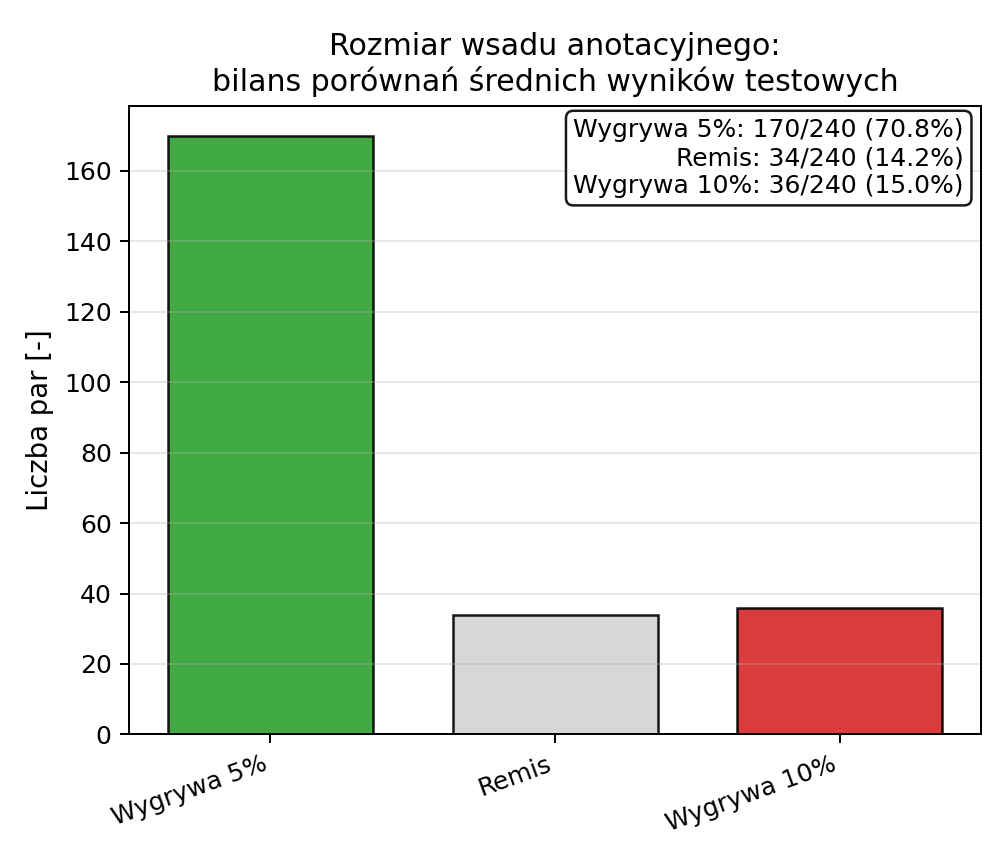 Rozmiar wsadu anotacyjnego:
bilans porównań średnich wyników testowych
Wygrywa 5%: 170/240 (70.8%)
Remis: 34/240 (14.2%)
Wygrywa 10%: 36/240 (15.0%)
Liczba par [-]
160
140
120
100
80
60
40
20
0
Wygrywa 5%
Remis
Wygrywa 10%